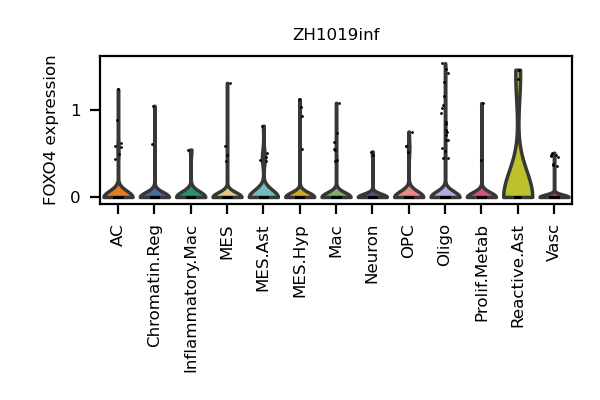 ZH1019inf
FOXO4 expression
1
0
AC
Chromatin.Reg
Inflammatory.Mac
MES
MES.Ast
MES.Hyp
Mac
Neuron
OPC
Oligo
Prolif.Metab
Reactive.Ast
Vasc